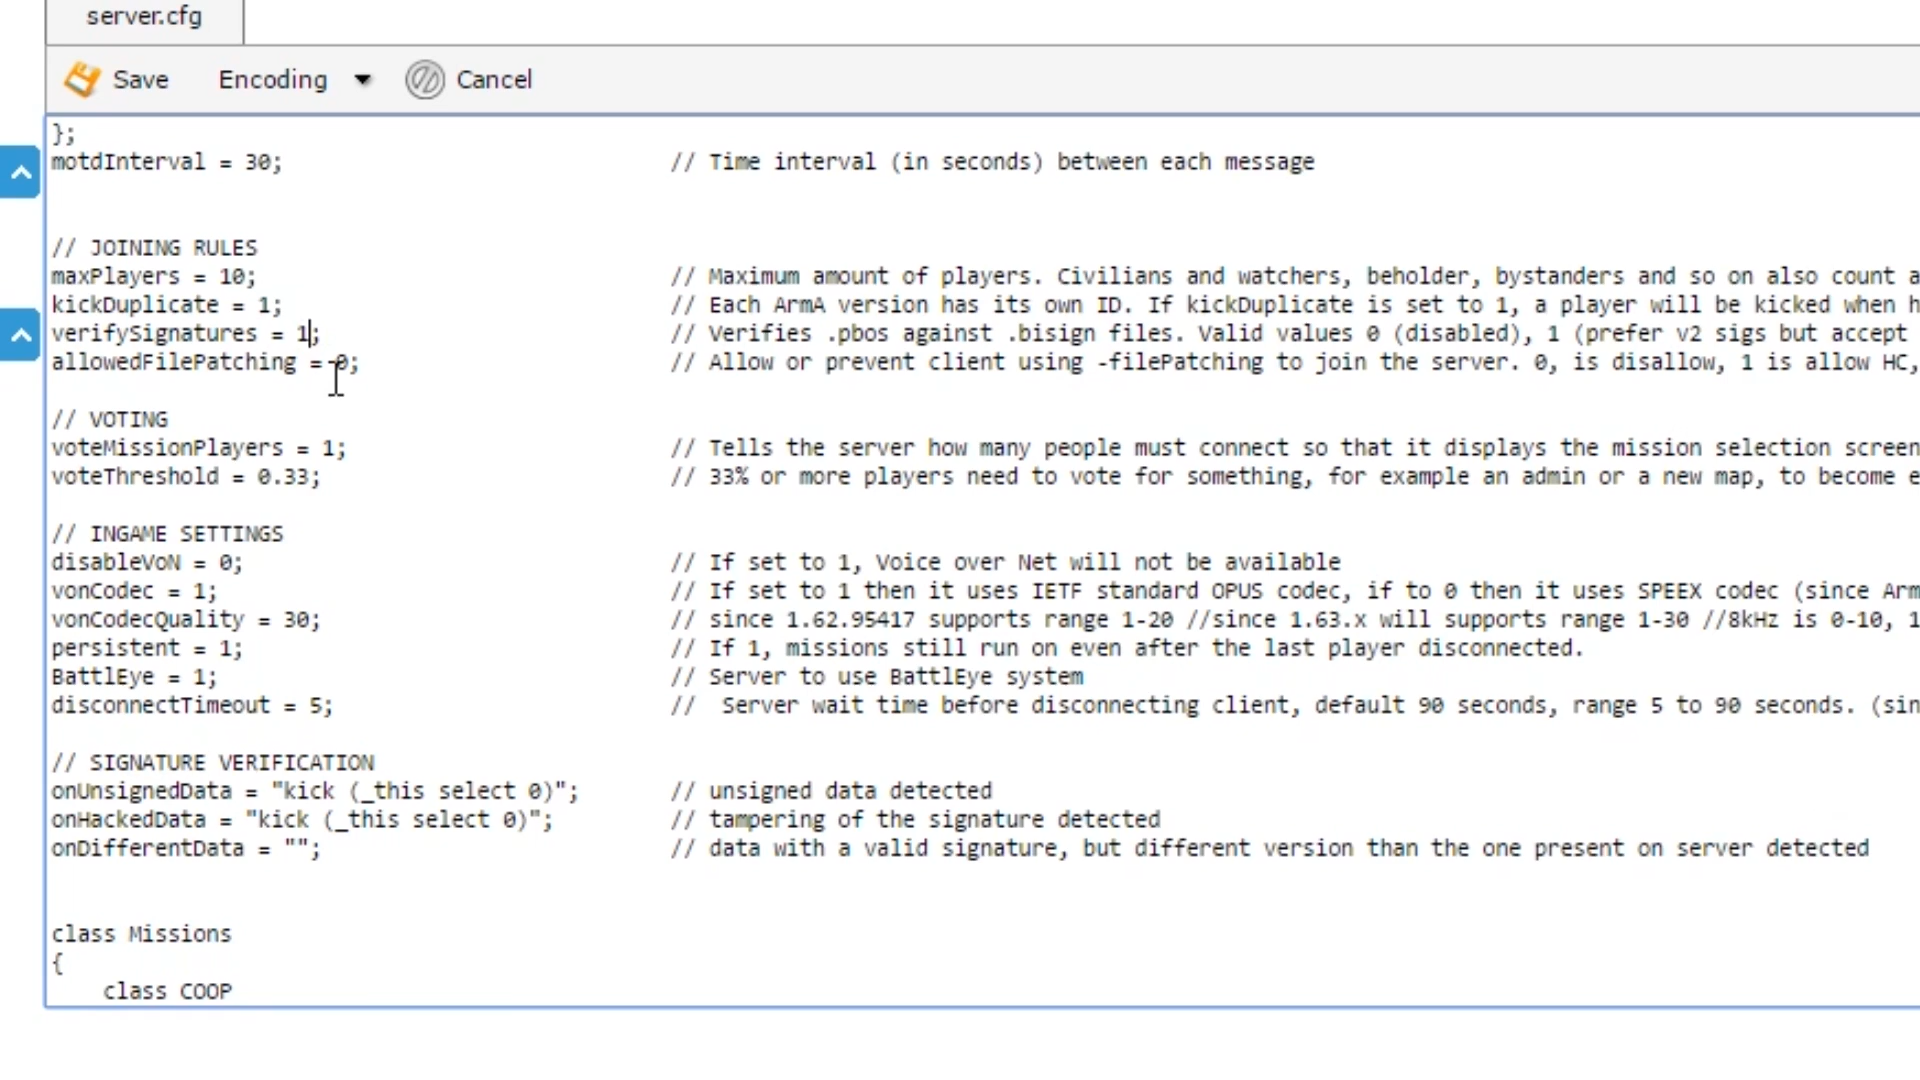 server.cfg
Save Encoding Cancel
};
motdInterval = 30; // Time interval (in seconds) between each message
// JOINING RULES
maxPlayers = 10; // Maximum amount of players. Civilians and watchers, beholder, bystanders and so on also count a
kickDuplicate = 1; // Each ArmA version has its own ID. If kickDuplicate is set to 1, a player will be kicked when h
verifySignatures = 1; // Verifies .pbos against .bisign files. Valid values 0 (disabled), 1 (prefer v2 sigs but accept
allowedFilePatching = 0; // Allow or prevent client using -filePatching to join the server. 0, is disallow, 1 is allow HC,
// VOTING
voteMissionPlayers = 1; // Tells the server how many people must connect so that it displays the mission selection screen
voteThreshold = 0.33; // 33% or more players need to vote for something, for example an admin or a new map, to become e
// INGAME SETTINGS
disableVoN = 0; // If set to 1, Voice over Net will not be available
vonCodec = 1; // If set to 1 then it uses IETF standard OPUS codec, if to 0 then it uses SPEEX codec (since Arm
vonCodecQuality = 30; // since 1.62.95417 supports range 1-20 //since 1.63.x will supports range 1-30 //8kHz is 0-10, 1
persistent = 1; // If 1, missions still run on even after the last player disconnected.
BattlEye = 1; // Server to use BattlEye system
disconnectTimeout = 5; // Server wait time before disconnecting client, default 90 seconds, range 5 to 90 seconds. (sin
// SIGNATURE VERIFICATION
onUnsignedData = "kick (_this select 0)"; // unsigned data detected
onHackedData = "kick (_this select 0)"; // tampering of the signature detected
onDifferentData = ""; // data with a valid signature, but different version than the one present on server detected
class Missions
{
class COOP